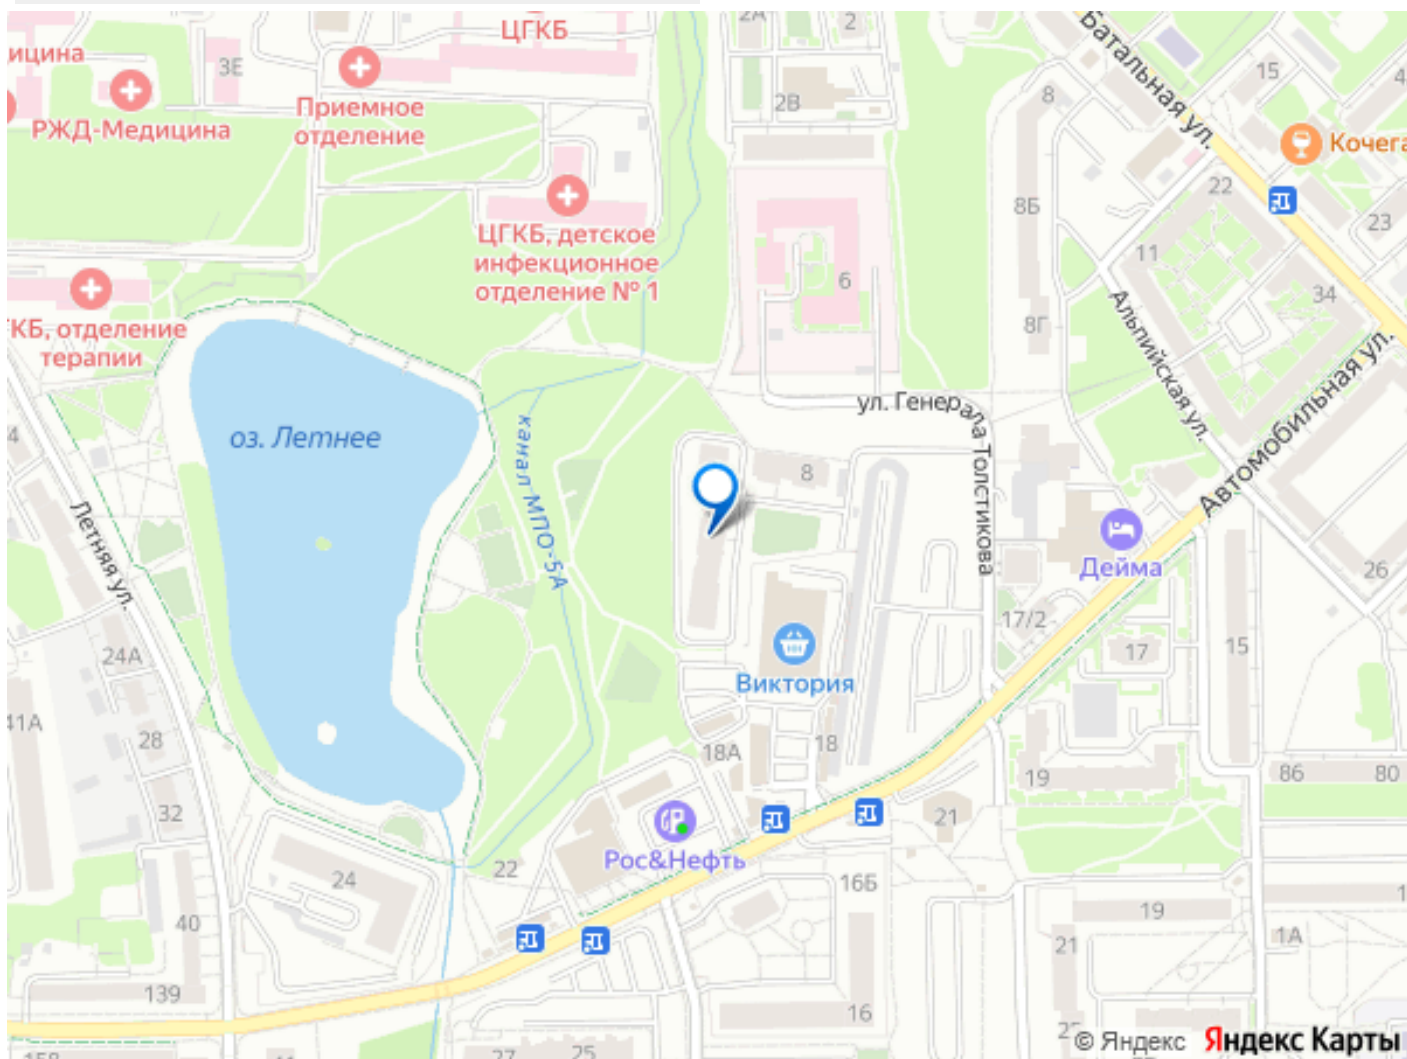 2А
2
ЦГКБ
ицина
3Е
15
Батальная ул.
Приемное
отделение
РЖД-Медицина
2В
8
Кочега
22
8Б
23
11
ЦГКБ, детское
инфекционное
отделение № 1
6
34
8Г
КБ, отделение
терапии
Альпийская ул.
ул. Генерала Толстикова
Автомобильная ул.
оз. Летнее
канал МПО-5А
8
Летняя ул.
Дейма
26
17/2
24А
Виктория
17
15
41А
28
18А
18
19
86
80
32
21
Рос&Нефть
22
24
16Б
40
19
21
1А
139
16
27
25
© Яндекс
Яндекс Карты